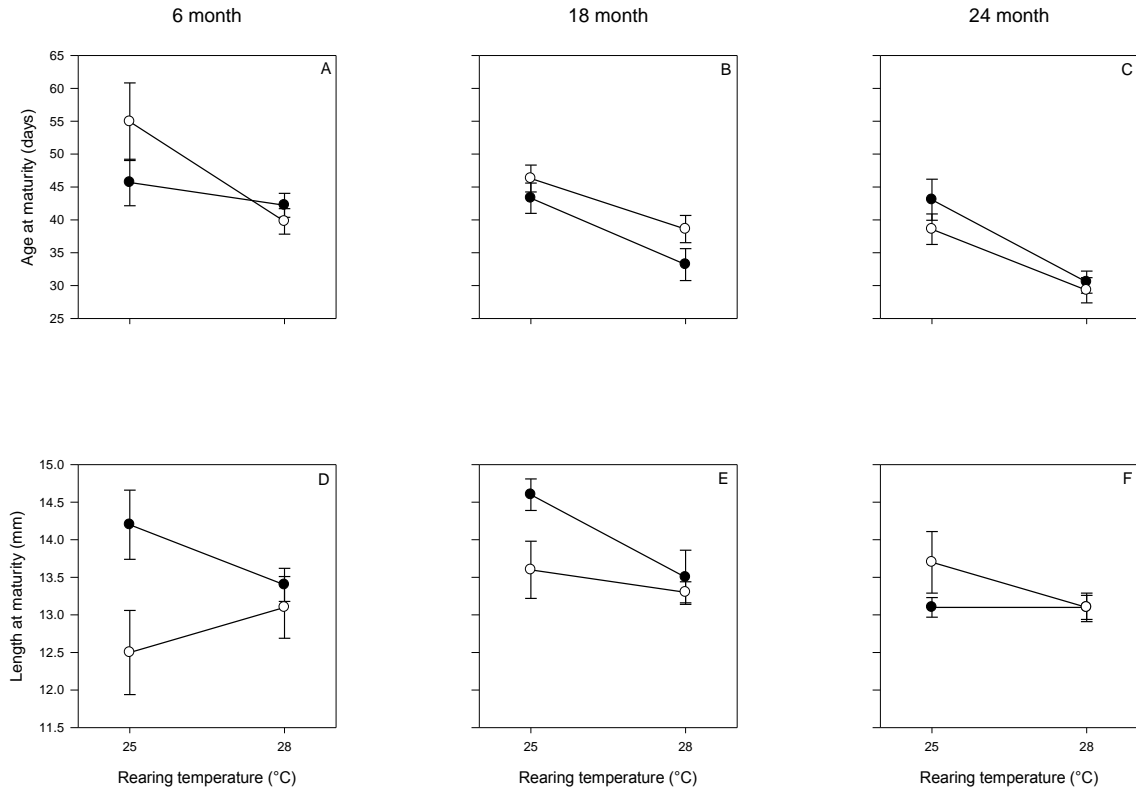 6 month
18 month
24 month
Age at maturity (days)
65
60
55
50
45
40
35
30
25
A
B
C
Length at maturity (mm)
15.0
14.5
14.0
13.5
13.0
12.5
12.0
11.5
D
E
F
25 28
25 28
25 28
Rearing temperature (°C)
Rearing temperature (°C)
Rearing temperature (°C)